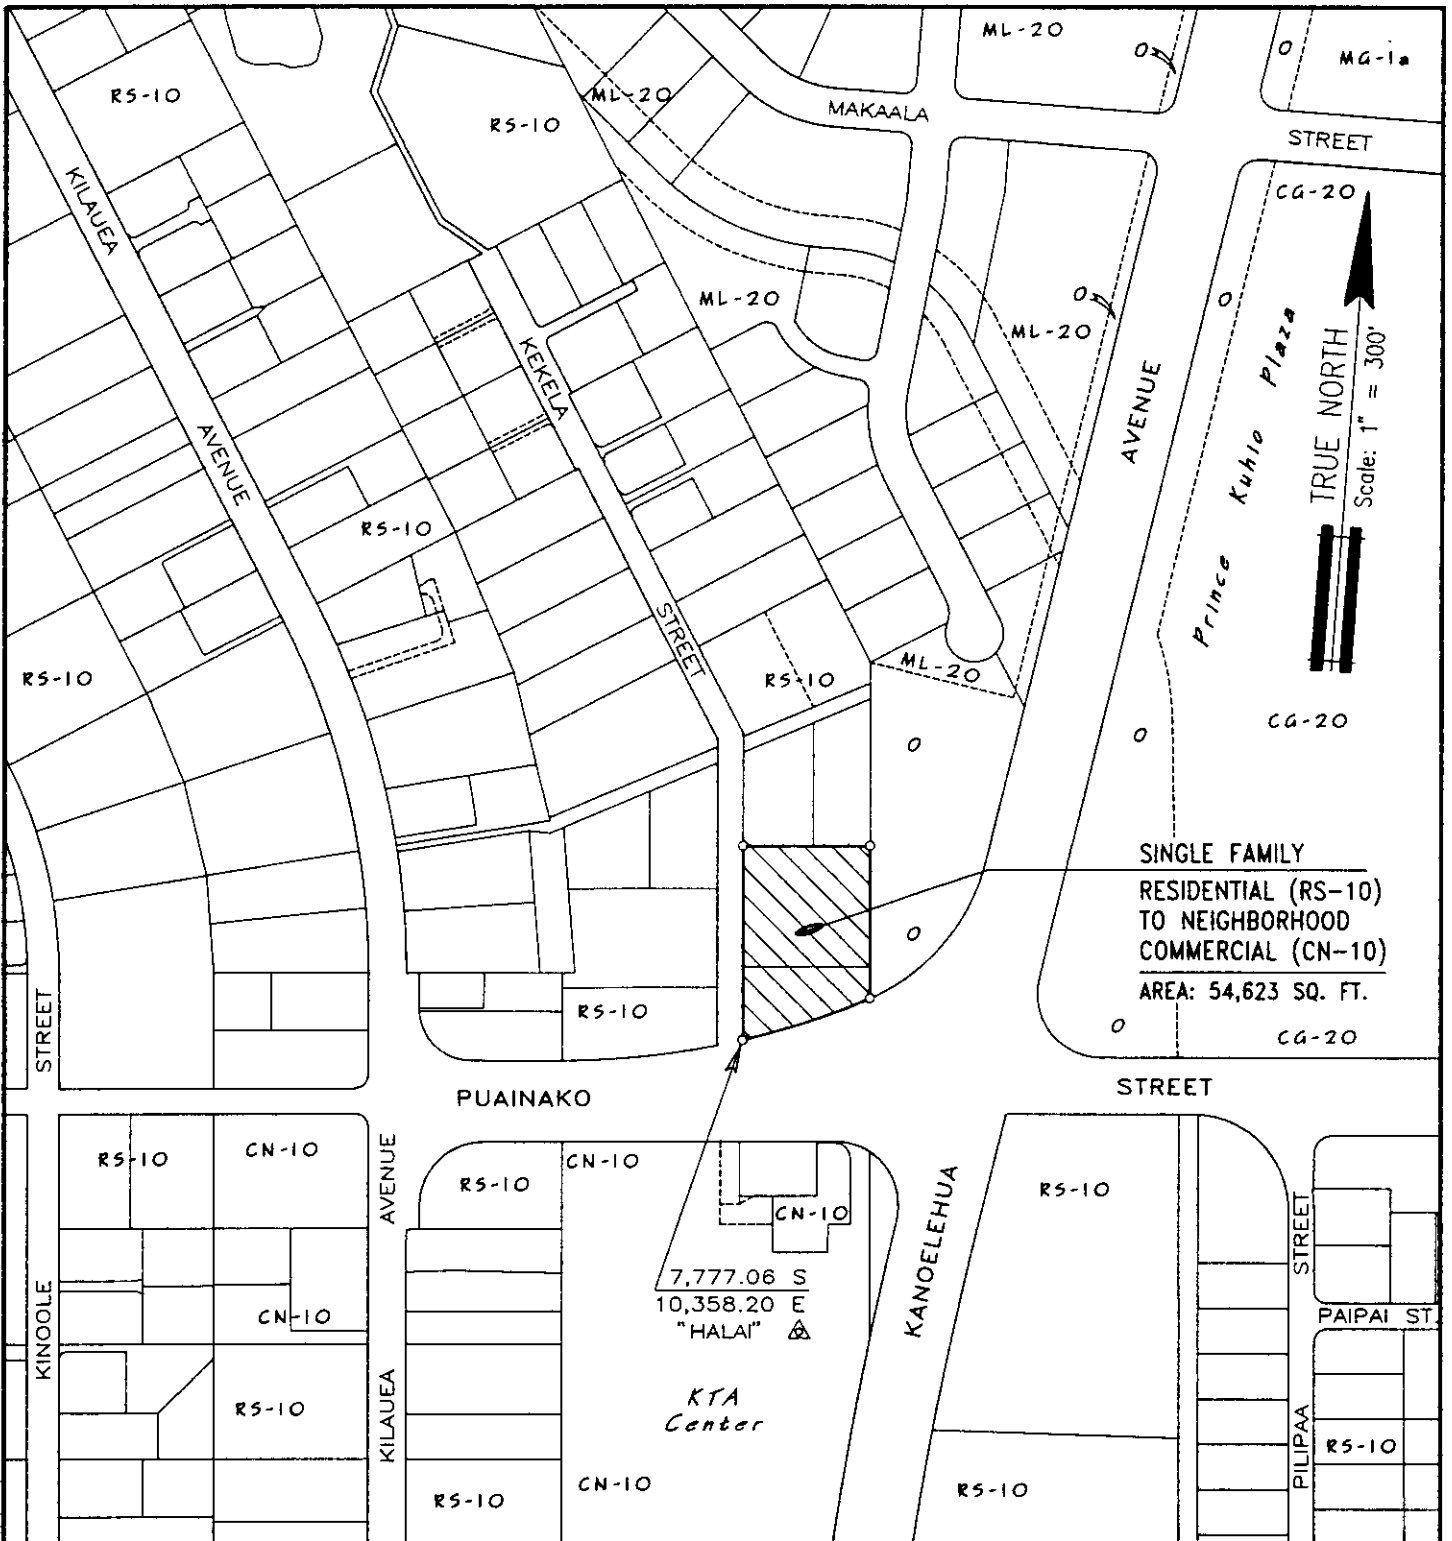 ML-20
O
O
MG-1a
RS-10
ML-20
RS-10
MAKAALA
STREET
KILAUEA
CG-20
ML-20
O
O
ML-20
KEKELA
AVENUE
Prince Kuhio Plaza
TRUE NORTH
Scale: 1" = 300'
AVENUE
RS-10
STREET
RS-10
RS-10
ML-20
CG-20
O
O
SINGLE FAMILY
RESIDENTIAL (RS-10)
TO NEIGHBORHOOD
COMMERCIAL (CN-10)
AREA: 54,623 SQ. FT.
O
RS-10
STREET
O
CG-20
PUAINAKO
STREET
RS-10
CN-10
AVENUE
RS-10
CN-10
CN-10
RS-10
STREET
KANOELEHUA
7,777.06 S
10,358.20 E
"HALAI"
CN-10
KINOOLE
PAIPAI ST.
KTA
Center
RS-10
KILAUEA
RS-10
CN-10
RS-10
PILIPAA
RS-10